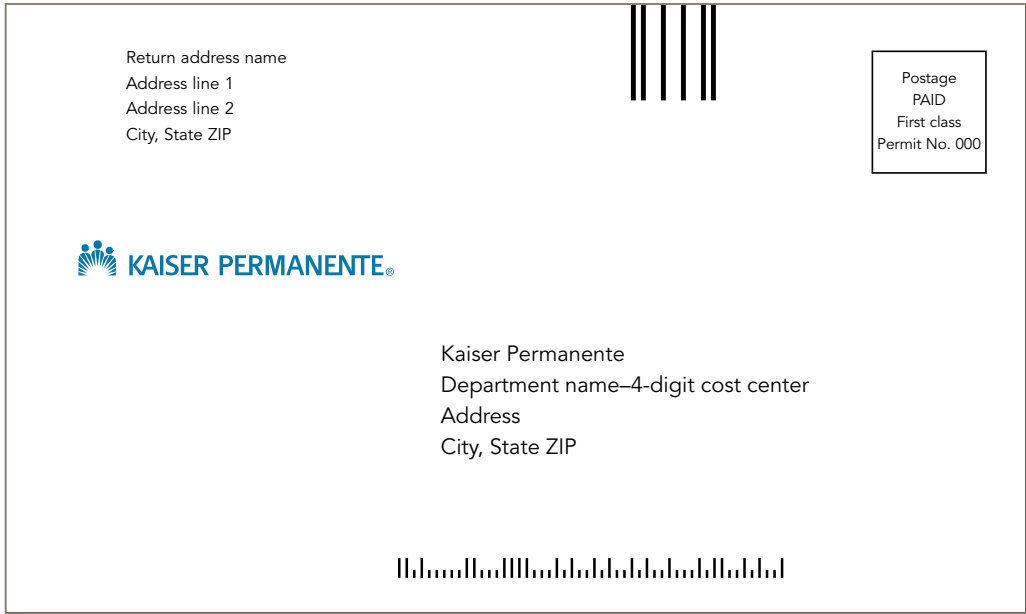 Return address name
Address line 1
Address line 2
City, State ZIP
Postage
PAID
First class
Permit No. 000
KAISER PERMANENTE®
Kaiser Permanente
Department name–4-digit cost center
Address
City, State ZIP